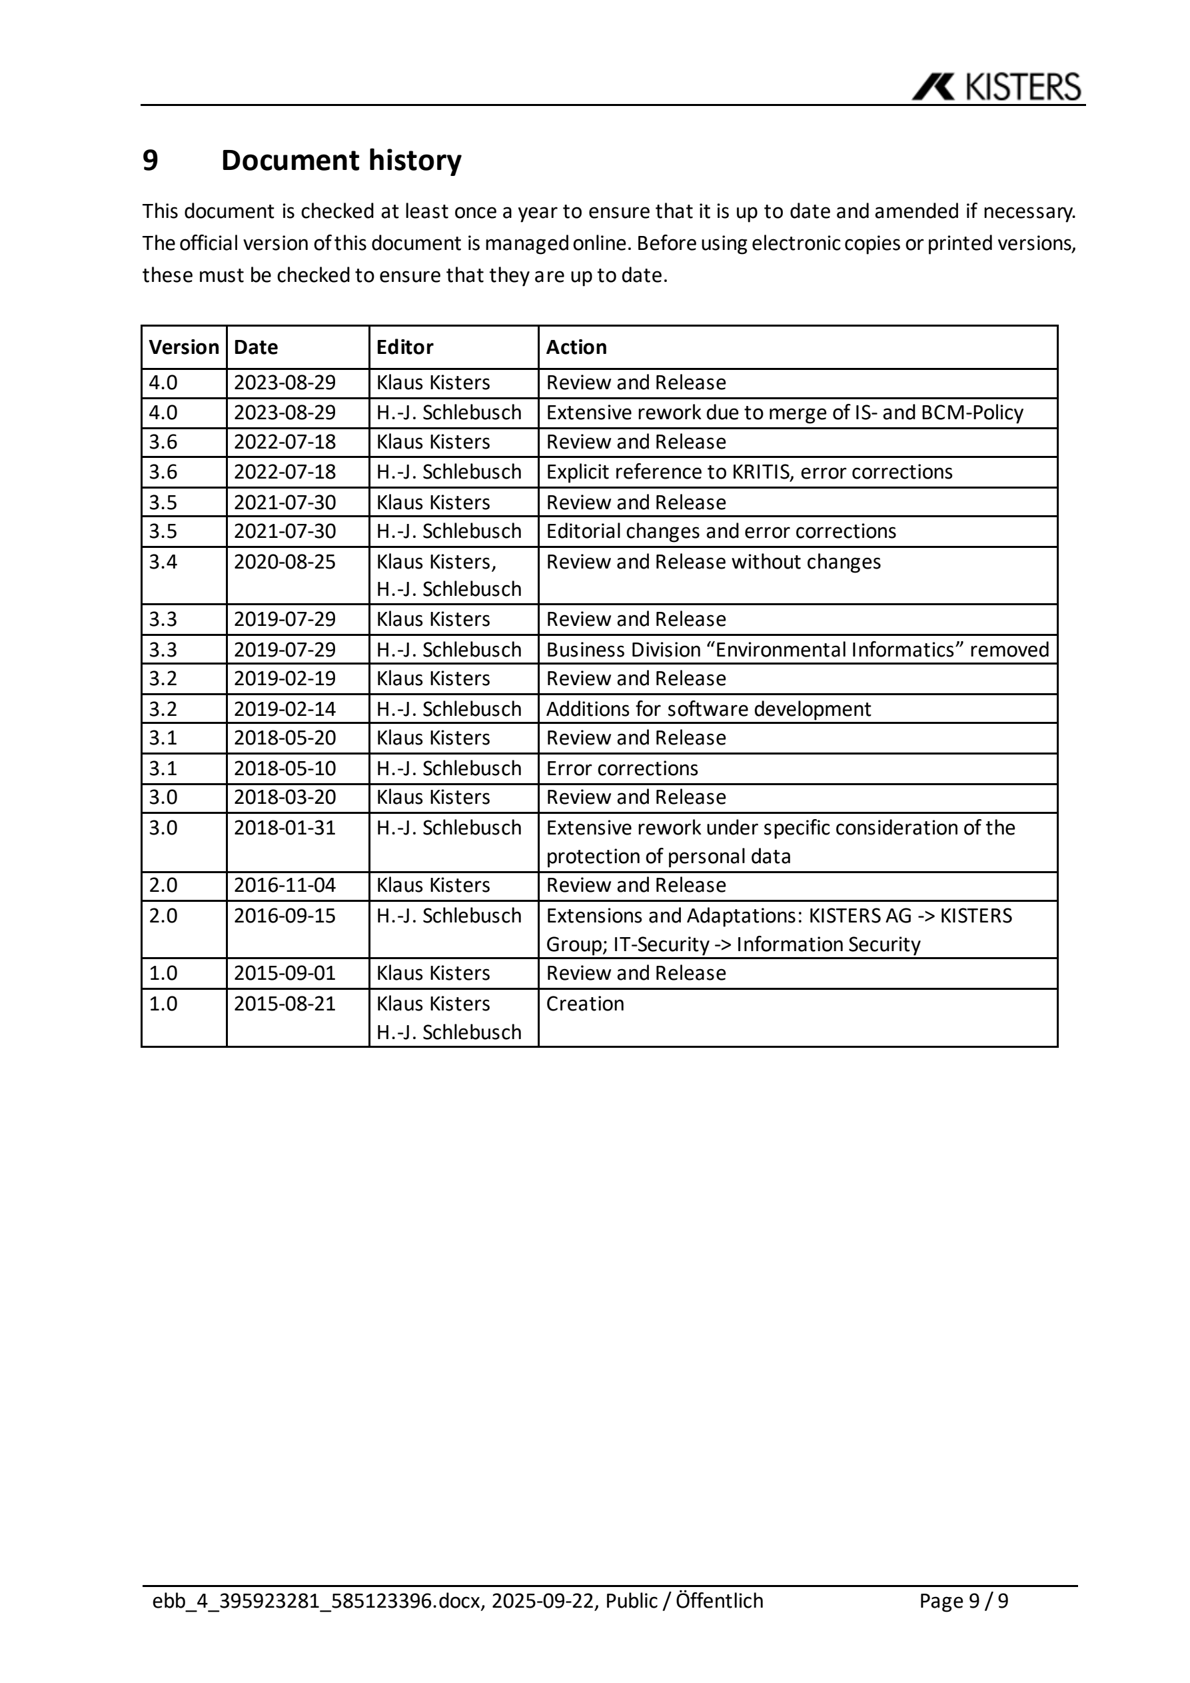 KISTERS
9 Document history
This document is checked at least once a year to ensure that it is up to date and amended if necessary.
The official version of this document is managed online. Before using electronic copies or printed versions,
these must be checked to ensure that they are up to date.
Version Date Editor Action
4.0 2023-08-29 Klaus Kisters Review and Release
4.0 2023-08-29 H.-J. Schlebusch Extensive rework due to merge of IS- and BCM-Policy
3.6 2022-07-18 Klaus Kisters Review and Release
3.6 2022-07-18 H.-J. Schlebusch Explicit reference to KRITIS, error corrections
3.5 2021-07-30 Klaus Kisters Review and Release
3.5 2021-07-30 H.-J. Schlebusch Editorial changes and error corrections
3.4 2020-08-25 Klaus Kisters, Review and Release without changes
H.-J. Schlebusch
3.3 2019-07-29 Klaus Kisters Review and Release
3.3 2019-07-29 H.-J. Schlebusch Business Division “Environmental Informatics” removed
3.2 2019-02-19 Klaus Kisters Review and Release
3.2 2019-02-14 H.-J. Schlebusch Additions for software development
3.1 2018-05-20 Klaus Kisters Review and Release
3.1 2018-05-10 H.-J. Schlebusch Error corrections
3.0 2018-03-20 Klaus Kisters Review and Release
3.0 2018-01-31 H.-J. Schlebusch Extensive rework under specific consideration of the
protection of personal data
2.0 2016-11-04 Klaus Kisters Review and Release
2.0 2016-09-15 H.-J. Schlebusch Extensions and Adaptations: KISTERS AG -> KISTERS
Group; IT-Security -> Information Security
1.0 2015-09-01 Klaus Kisters Review and Release
1.0 2015-08-21 Klaus Kisters Creation
H.-J. Schlebusch
ebb_4_395923281_585123396.docx, 2025-09-22, Public / Öffentlich Page 9 / 9